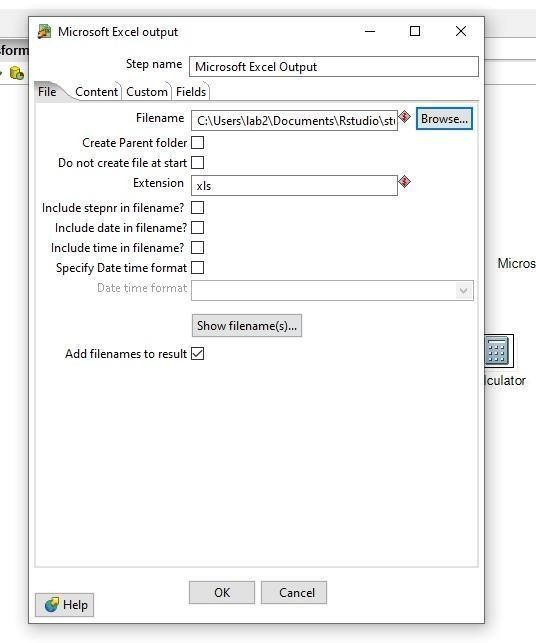 Microsoft Excel output
sform
Step name Microsoft Excel Output
File Content Custom Fields
Filename C:\Users\lab2\Documents\Rstudio\st Browse...
Create Parent folder
Do not create file at start
Extension xls
Include stepnr in filename?
Include date in filename?
Include time in filename?
Specify Date time format
Micros
Date time format
Show filename(s)...
Add filenames to result
lculator
OK Cancel
Help